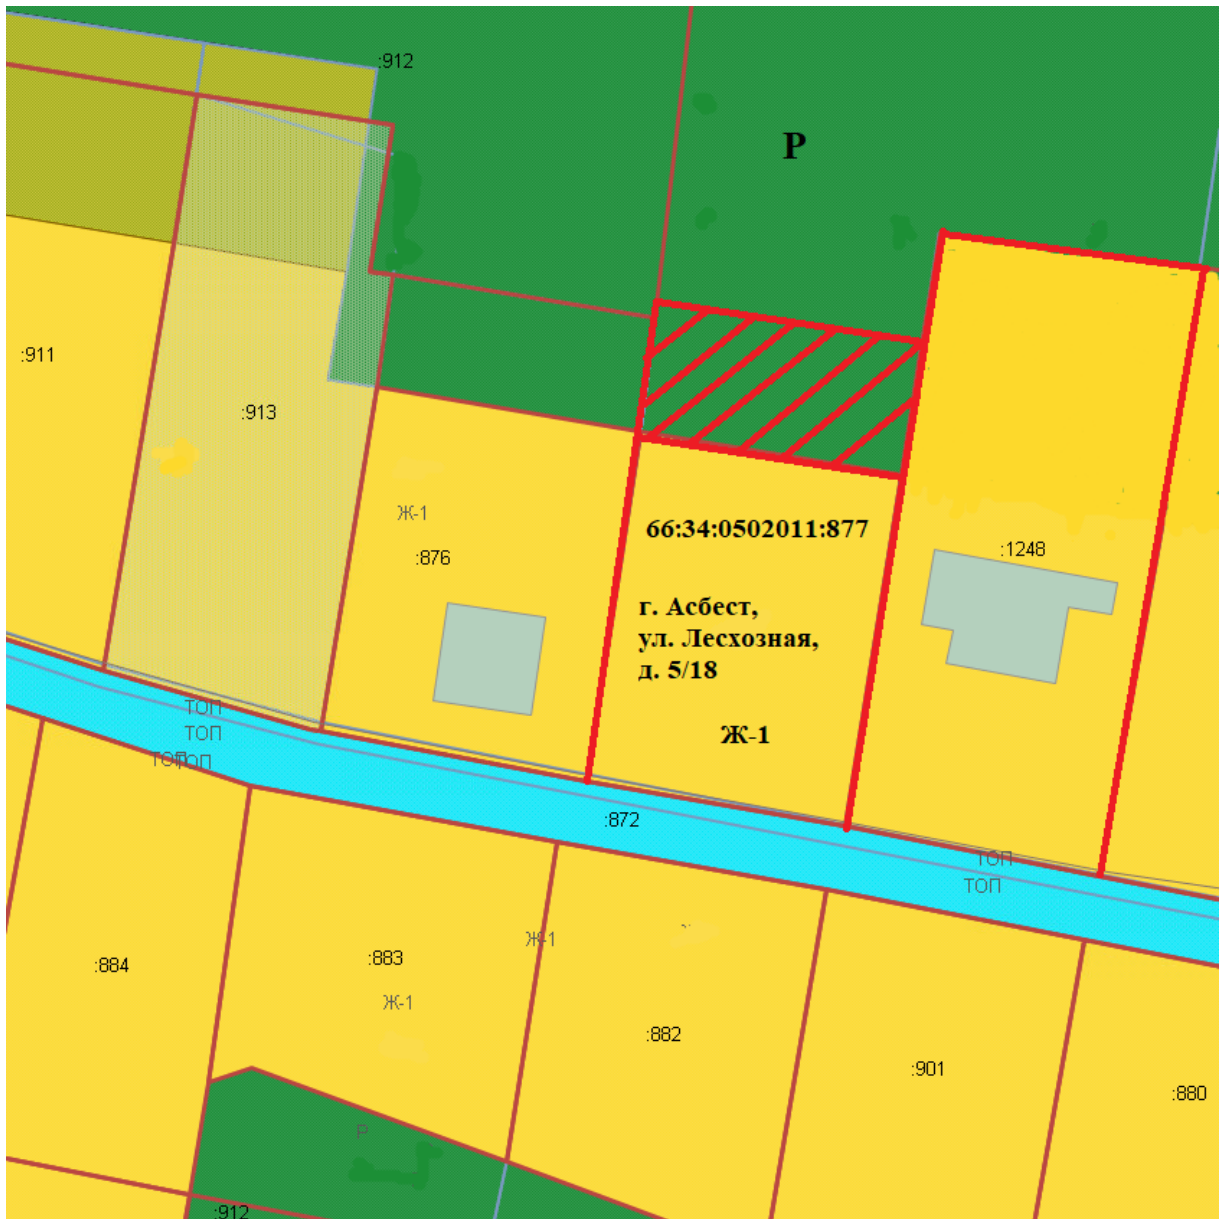 :912
Р
:911
:913
Ж-1
:876
66:34:0502011:877
г. Асбест,
ул. Лесхозная,
д. 5/18
Ж-1
:1248
ТОП
ТОП
ТОП
ТОП
:872
ТОП
ТОП
:884
:883
Ж-1
Ж-1
:882
:901
:880
Р
:912